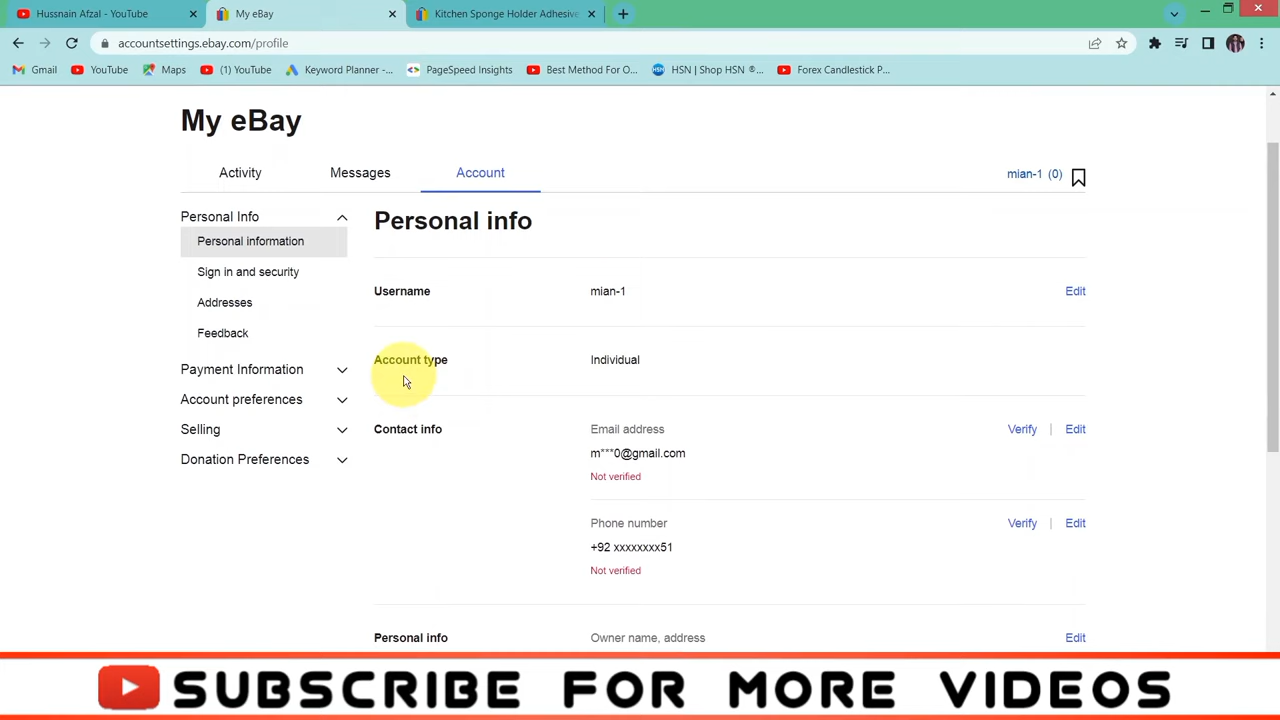 Hussnain Afzal - YouTube
My eBay
Kitchen Sponge Holder Adhesive
accountsettings.ebay.com/profile
Gmail
YouTube
Maps
(1) YouTube
Keyword Planner -...
PageSpeed Insights
Best Method For O...
HSN | Shop HSN ®...
Forex Candlestick P...
My eBay
Activity
Messages
Account
mian-1 (0)
Personal Info
Personal information
Sign in and security
Addresses
Feedback
Payment Information
Account preferences
Selling
Donation Preferences
Personal info
Username
mian-1
Edit
Account type
Individual
Contact info
Email address
Verify | Edit
m***0@gmail.com
Not verified
Phone number
Verify | Edit
+92 xxxxxxxx51
Not verified
Personal info
Owner name, address
Edit
SUBSCRIBE FOR MORE VIDEOS